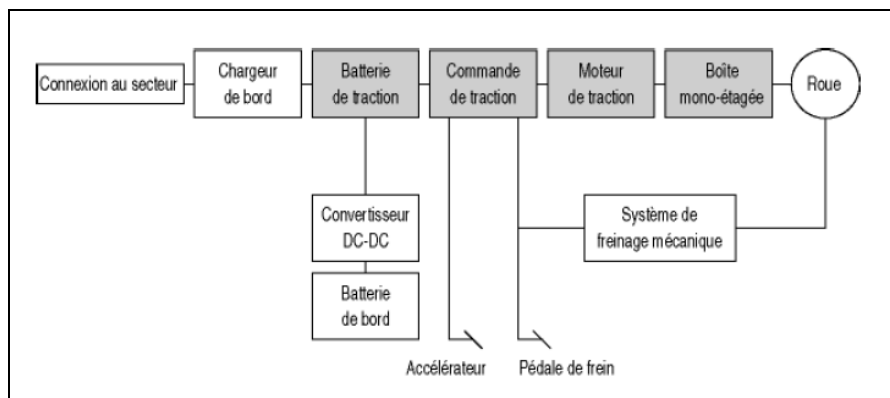 Connexion au secteur
Chargeur
de bord
Batterie
de traction
Commande
de traction
Moteur
de traction
Boîte
mono-étagée
Roue
Convertisseur
DC-DC
Système de
freinage mécanique
Batterie
de bord
Accélérateur
Pédale de frein